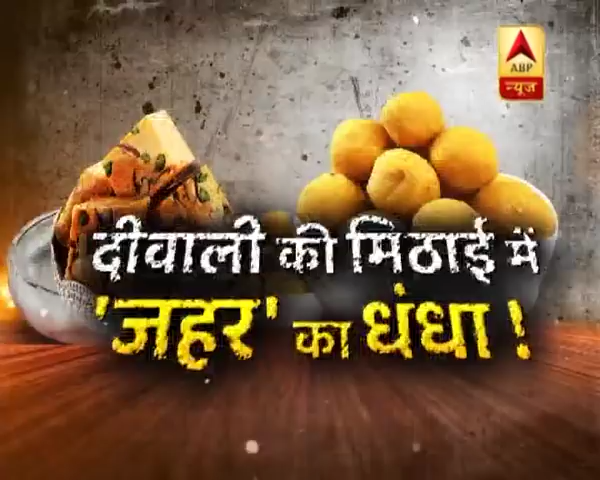 ABP
न्यूज़
दीवाली की मिठाई में
'जहर' का धंधा !